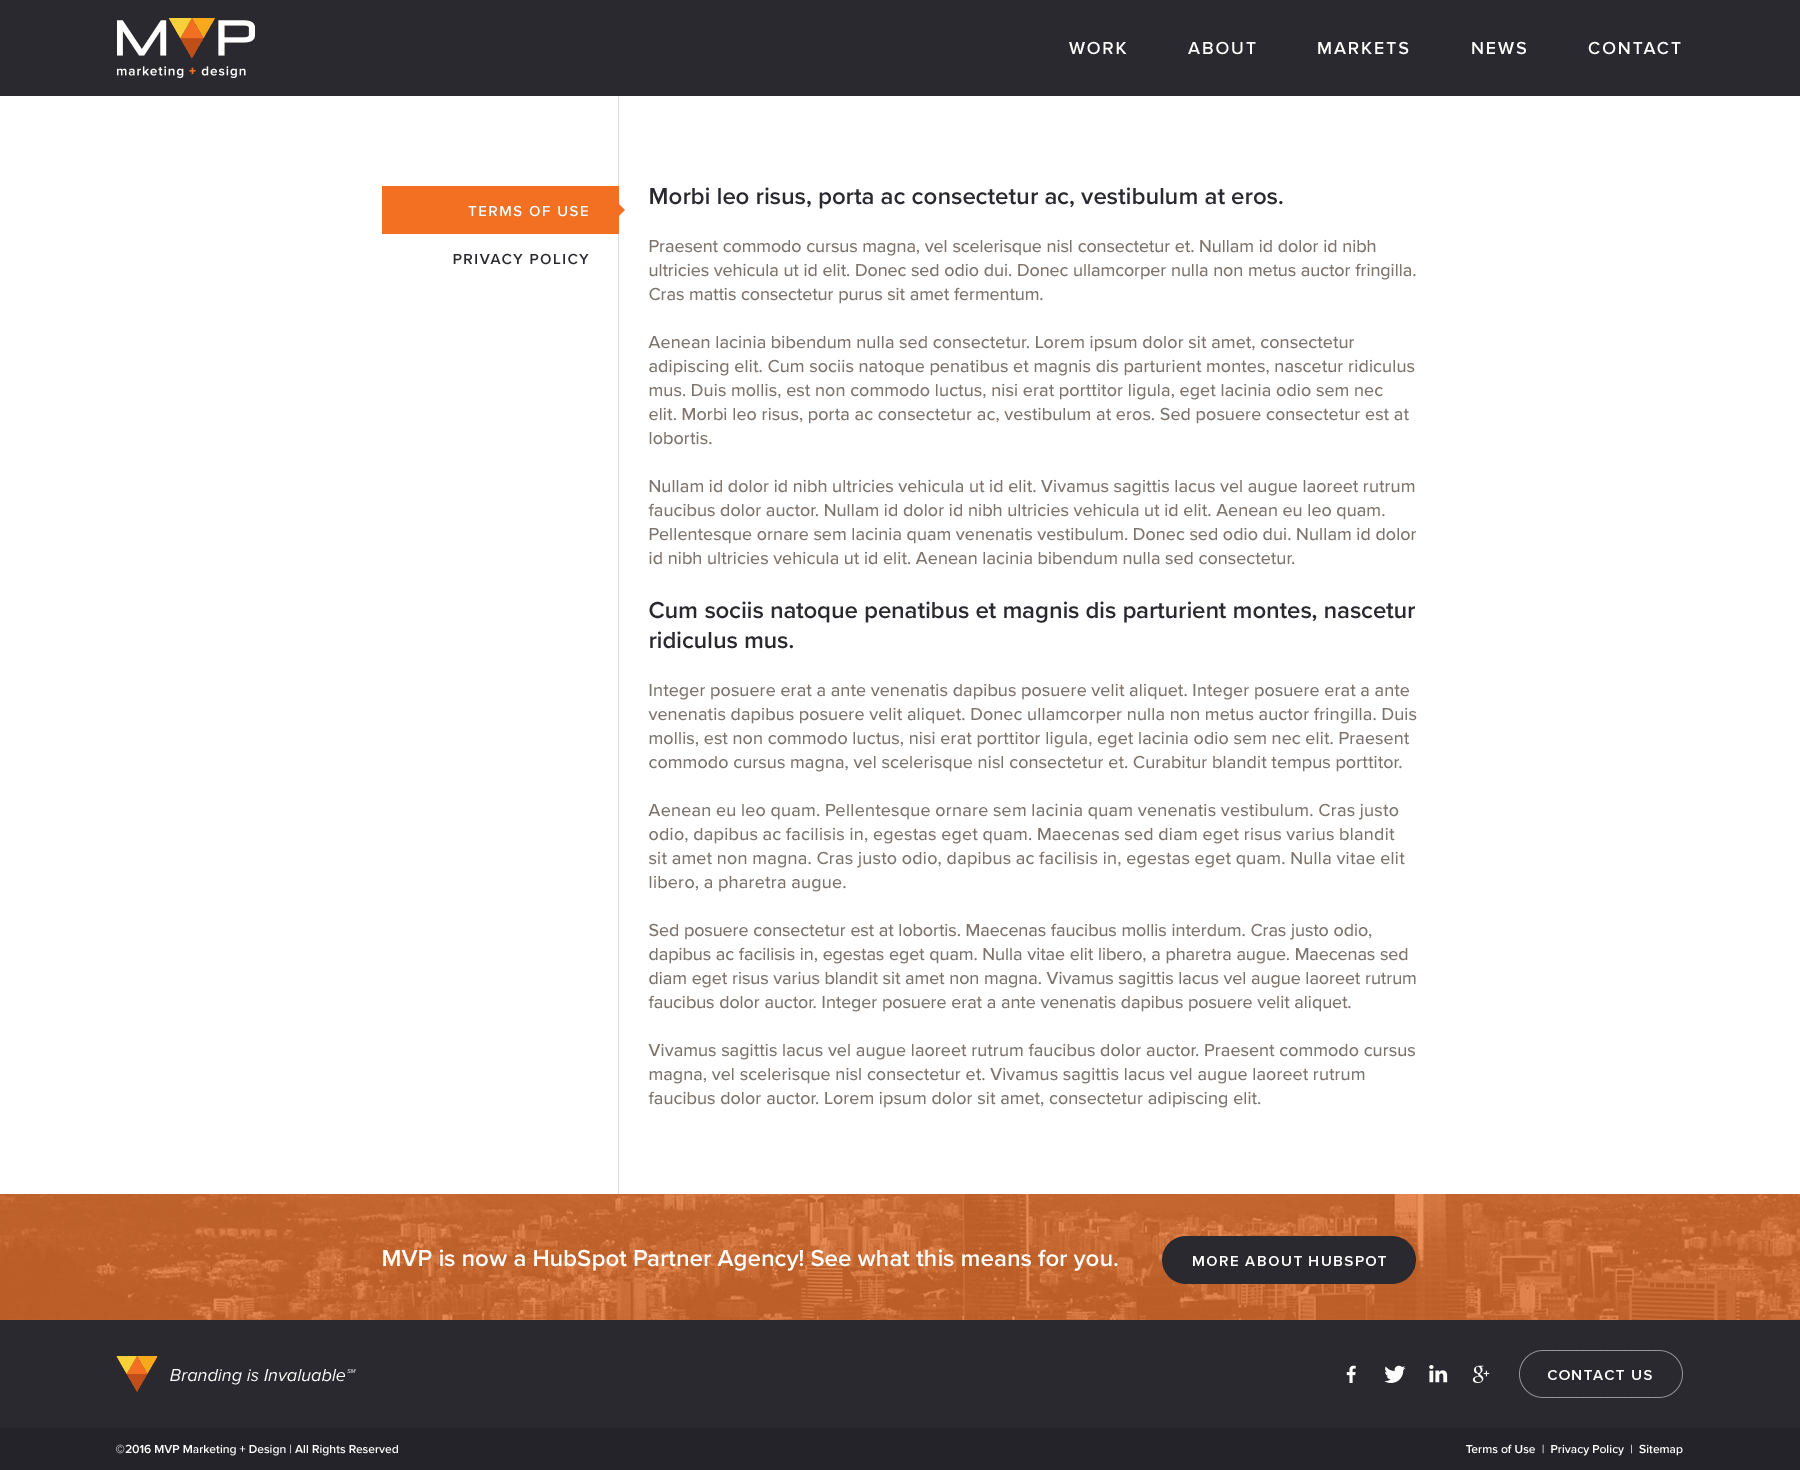 MVP
marketing + design
WORK ABOUT MARKETS NEWS CONTACT
TERMS OF USE
PRIVACY POLICY
Morbi leo risus, porta ac consectetur ac, vestibulum at eros.
Praesent commodo cursus magna, vel scelerisque nisl consectetur et. Nullam id dolor id nibh
ultricies vehicula ut id elit. Donec sed odio dui. Donec ullamcorper nulla non metus auctor fringilla.
Cras mattis consectetur purus sit amet fermentum.
Aenean lacinia bibendum nulla sed consectetur. Lorem ipsum dolor sit amet, consectetur
adipiscing elit. Cum sociis natoque penatibus et magnis dis parturient montes, nascetur ridiculus
mus. Duis mollis, est non commodo luctus, nisi erat porttitor ligula, eget lacinia odio sem nec
elit. Morbi leo risus, porta ac consectetur ac, vestibulum at eros. Sed posuere consectetur est at
lobortis.
Nullam id dolor id nibh ultricies vehicula ut id elit. Vivamus sagittis lacus vel augue laoreet rutrum
faucibus dolor auctor. Nullam id dolor id nibh ultricies vehicula ut id elit. Aenean eu leo quam.
Pellentesque ornare sem lacinia quam venenatis vestibulum. Donec sed odio dui. Nullam id dolor
id nibh ultricies vehicula ut id elit. Aenean lacinia bibendum nulla sed consectetur.
Cum sociis natoque penatibus et magnis dis parturient montes, nascetur
ridiculus mus.
Integer posuere erat a ante venenatis dapibus posuere velit aliquet. Integer posuere erat a ante
venenatis dapibus posuere velit aliquet. Donec ullamcorper nulla non metus auctor fringilla. Duis
mollis, est non commodo luctus, nisi erat porttitor ligula, eget lacinia odio sem nec elit. Praesent
commodo cursus magna, vel scelerisque nisl consectetur et. Curabitur blandit tempus porttitor.
Aenean eu leo quam. Pellentesque ornare sem lacinia quam venenatis vestibulum. Cras justo
odio, dapibus ac facilisis in, egestas eget quam. Maecenas sed diam eget risus varius blandit
sit amet non magna. Cras justo odio, dapibus ac facilisis in, egestas eget quam. Nulla vitae elit
libero, a pharetra augue.
Sed posuere consectetur est at lobortis. Maecenas faucibus mollis interdum. Cras justo odio,
dapibus ac facilisis in, egestas eget quam. Nulla vitae elit libero, a pharetra augue. Maecenas sed
diam eget risus varius blandit sit amet non magna. Vivamus sagittis lacus vel augue laoreet rutrum
faucibus dolor auctor. Integer posuere erat a ante venenatis dapibus posuere velit aliquet.
Vivamus sagittis lacus vel augue laoreet rutrum faucibus dolor auctor. Praesent commodo cursus
magna, vel scelerisque nisl consectetur et. Vivamus sagittis lacus vel augue laoreet rutrum
faucibus dolor auctor. Lorem ipsum dolor sit amet, consectetur adipiscing elit.
MVP is now a HubSpot Partner Agency! See what this means for you.
MORE ABOUT HUBSPOT
Branding is Invaluable℠
CONTACT US
©2016 MVP Marketing + Design | All Rights Reserved
Terms of Use | Privacy Policy | Sitemap